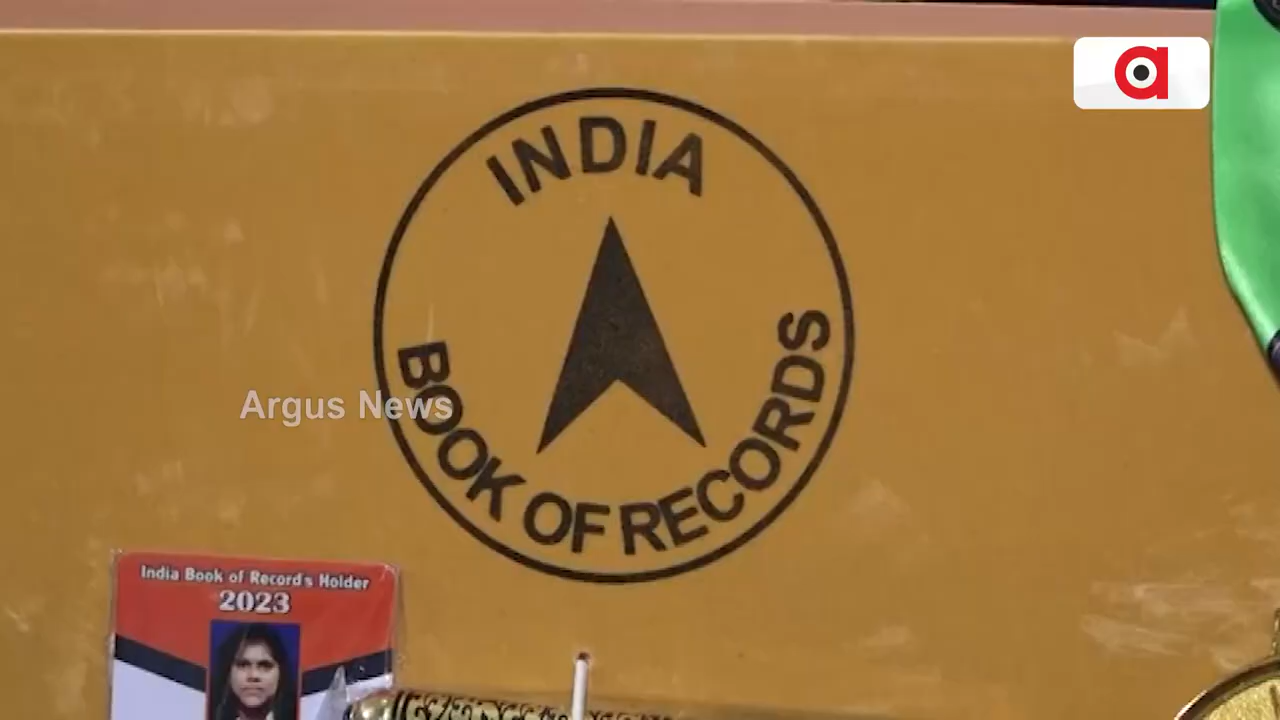 INDIA
BOOK OF RECORDS
Argus News
India Book of Record's Holder
2023